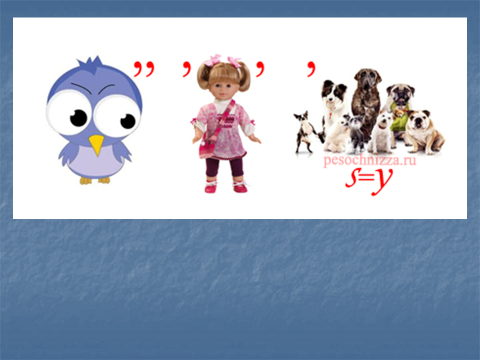 ,, , , ,
pesochnizza.ru
s=y